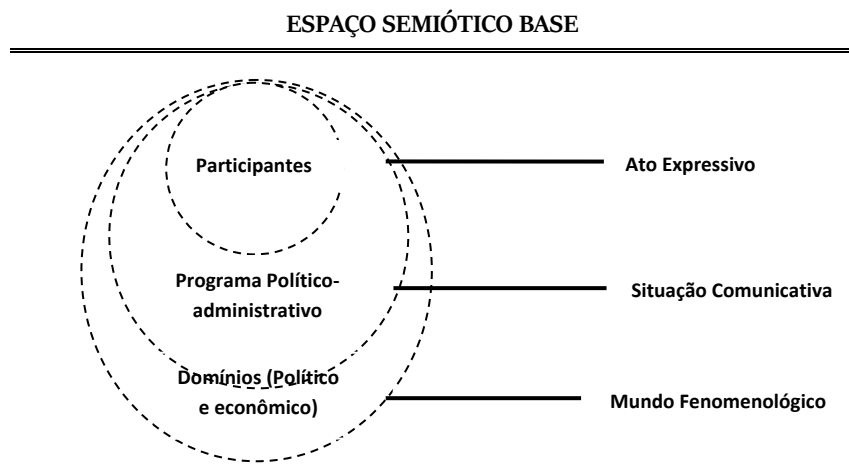 ESPAÇO SEMIÓTICO BASE
Participantes
Ato Expressivo
Programa Político-
administrativo
Situação Comunicativa
Domínios (Político
e econômico)
Mundo Fenomenológico